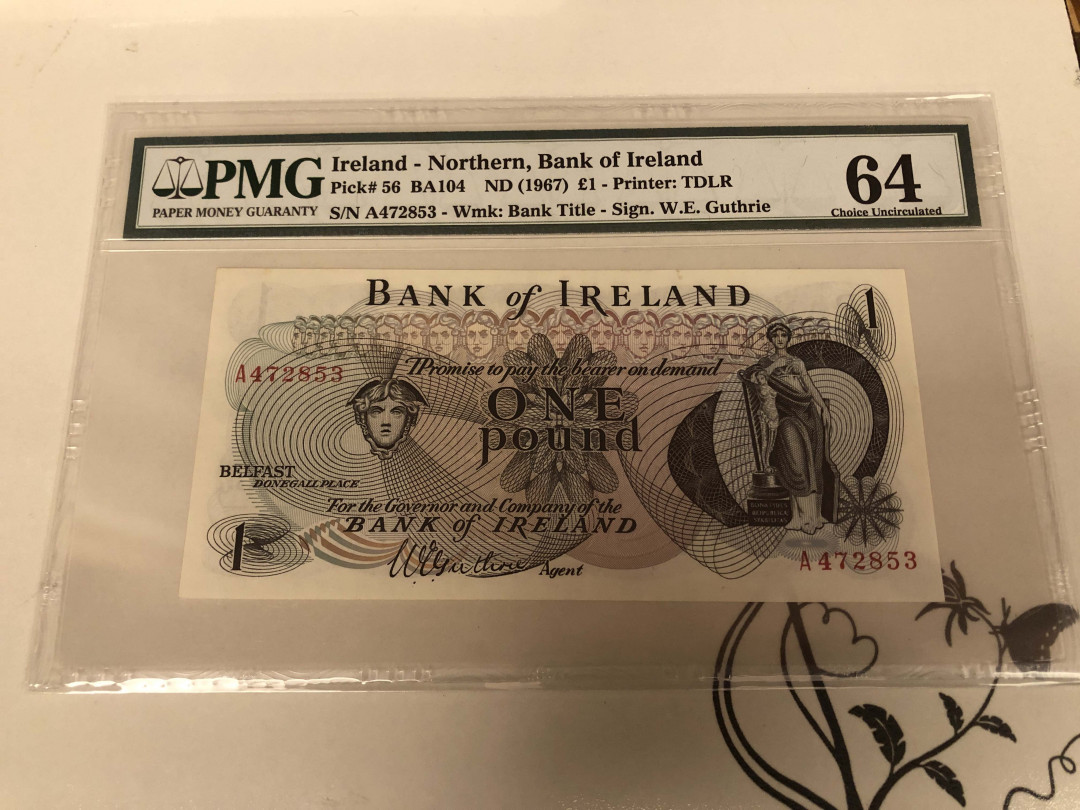 PMG
PAPER MONEY GUARANTY
Ireland - Northern, Bank of Ireland
Pick# 56 BA104 ND (1967) £1 - Printer: TDLR
S/N A472853 - Wmk: Bank Title - Sign. W.E. Guthrie
64
Choice Uncirculated
BANK of IRELAND
1
I Promise to pay the bearer on demand
A472853
ONE
pound
BELFAST
DONEGALL PLACE
For the Governor and Company of the
BANK of IRELAND
1
W E Guthrie Agent
A472853